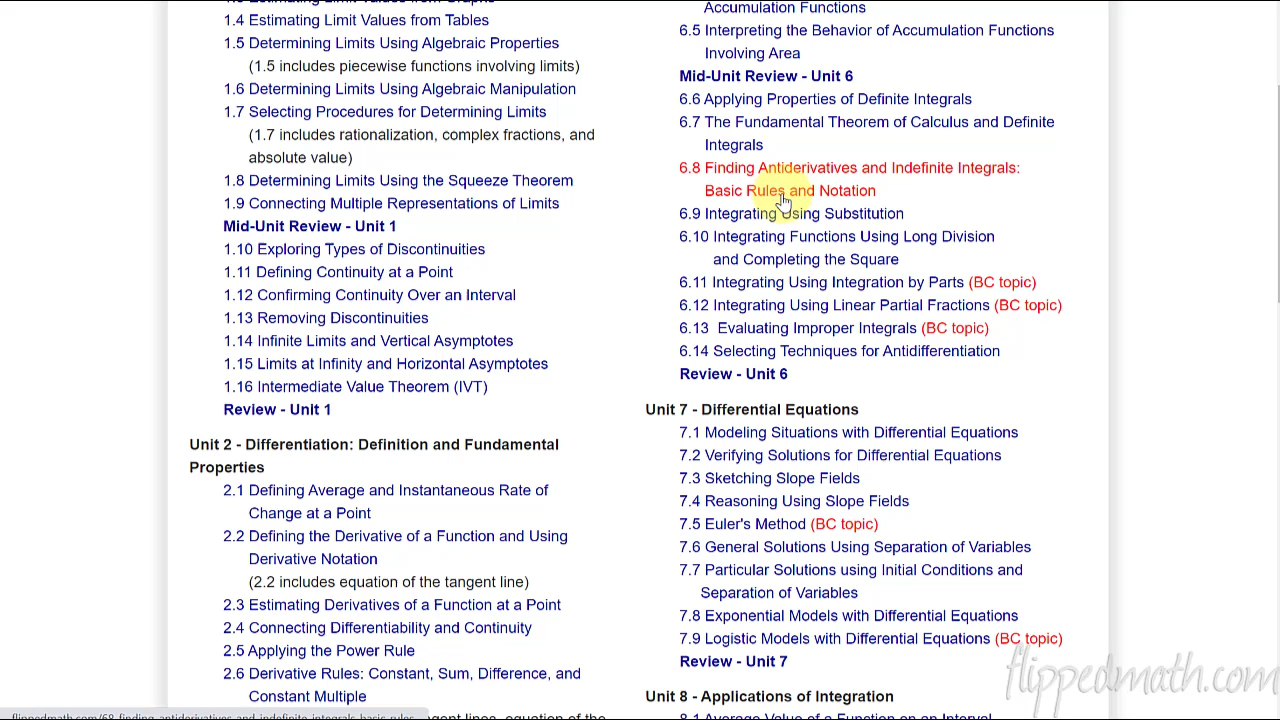 1.3 Estimating Limit Values from Graphs
1.4 Estimating Limit Values from Tables
1.5 Determining Limits Using Algebraic Properties
(1.5 includes piecewise functions involving limits)
1.6 Determining Limits Using Algebraic Manipulation
1.7 Selecting Procedures for Determining Limits
(1.7 includes rationalization, complex fractions, and
absolute value)
1.8 Determining Limits Using the Squeeze Theorem
1.9 Connecting Multiple Representations of Limits
Mid-Unit Review - Unit 1
1.10 Exploring Types of Discontinuities
1.11 Defining Continuity at a Point
1.12 Confirming Continuity Over an Interval
1.13 Removing Discontinuities
1.14 Infinite Limits and Vertical Asymptotes
1.15 Limits at Infinity and Horizontal Asymptotes
1.16 Intermediate Value Theorem (IVT)
Review - Unit 1
Unit 2 - Differentiation: Definition and Fundamental
Properties
2.1 Defining Average and Instantaneous Rate of
Change at a Point
2.2 Defining the Derivative of a Function and Using
Derivative Notation
(2.2 includes equation of the tangent line)
2.3 Estimating Derivatives of a Function at a Point
2.4 Connecting Differentiability and Continuity
2.5 Applying the Power Rule
2.6 Derivative Rules: Constant, Sum, Difference, and
Constant Multiple
Accumulation Functions
6.5 Interpreting the Behavior of Accumulation Functions
Involving Area
Mid-Unit Review - Unit 6
6.6 Applying Properties of Definite Integrals
6.7 The Fundamental Theorem of Calculus and Definite
Integrals
6.8 Finding Antiderivatives and Indefinite Integrals:
Basic Rules and Notation
6.9 Integrating Using Substitution
6.10 Integrating Functions Using Long Division
and Completing the Square
6.11 Integrating Using Integration by Parts (BC topic)
6.12 Integrating Using Linear Partial Fractions (BC topic)
6.13 Evaluating Improper Integrals (BC topic)
6.14 Selecting Techniques for Antidifferentiation
Review - Unit 6
Unit 7 - Differential Equations
7.1 Modeling Situations with Differential Equations
7.2 Verifying Solutions for Differential Equations
7.3 Sketching Slope Fields
7.4 Reasoning Using Slope Fields
7.5 Euler's Method (BC topic)
7.6 General Solutions Using Separation of Variables
7.7 Particular Solutions using Initial Conditions and
Separation of Variables
7.8 Exponential Models with Differential Equations
7.9 Logistic Models with Differential Equations (BC topic)
Review - Unit 7
Unit 8 - Applications of Integration
8.1 Average Value of a Function on an Interval
flippedmath.com